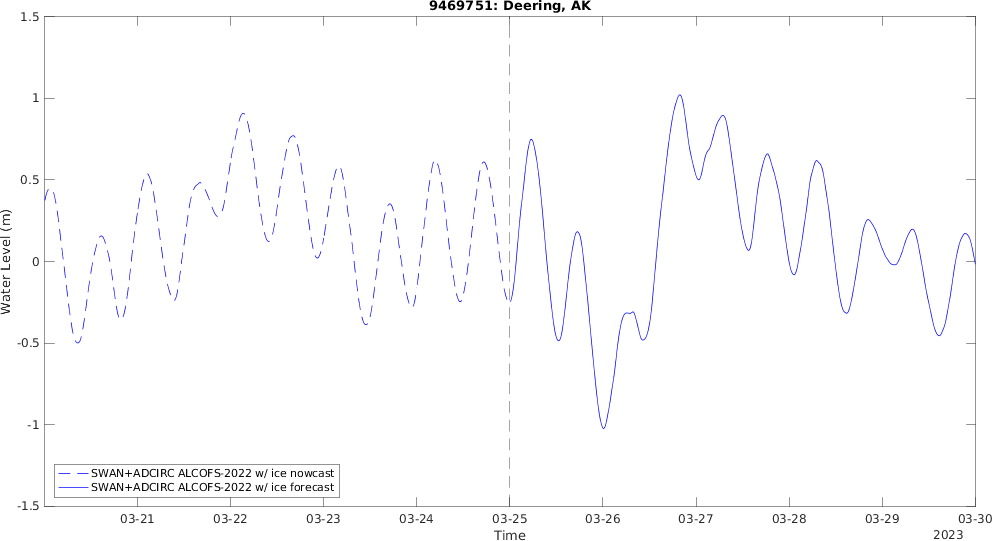 9469751: Deering, AK
1.5
1
0.5
0
-0.5
-1
-1.5
Water Level (m)
SWAN+ADCIRC ALCOFS-2022 w/ ice nowcast
SWAN+ADCIRC ALCOFS-2022 w/ ice forecast
03-21 03-22 03-23 03-24 03-25 03-26 03-27 03-28 03-29 03-30
Time
2023